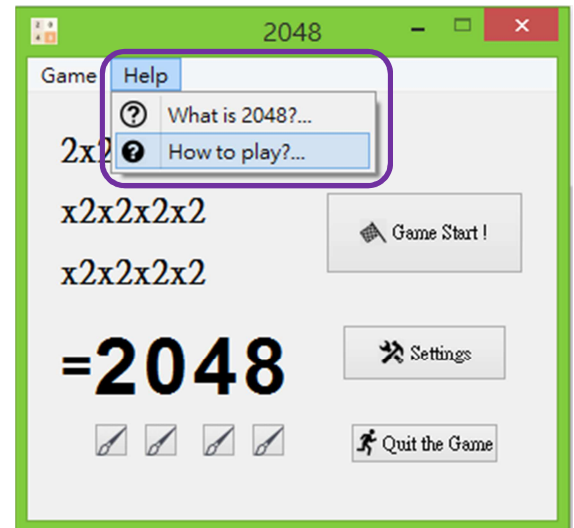 2048
Game Help
What is 2048?...
How to play?...
2x2
x2x2x2x2
x2x2x2x2
=2048
Game Start !
Settings
Quit the Game